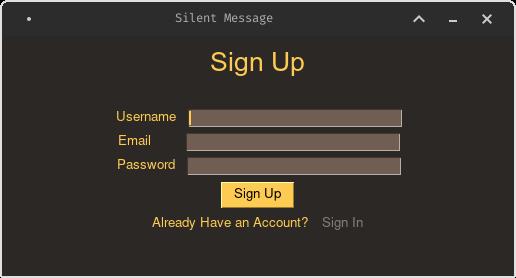 Silent Message
Sign Up
Username
Email
Password
Sign Up
Already Have an Account? Sign In